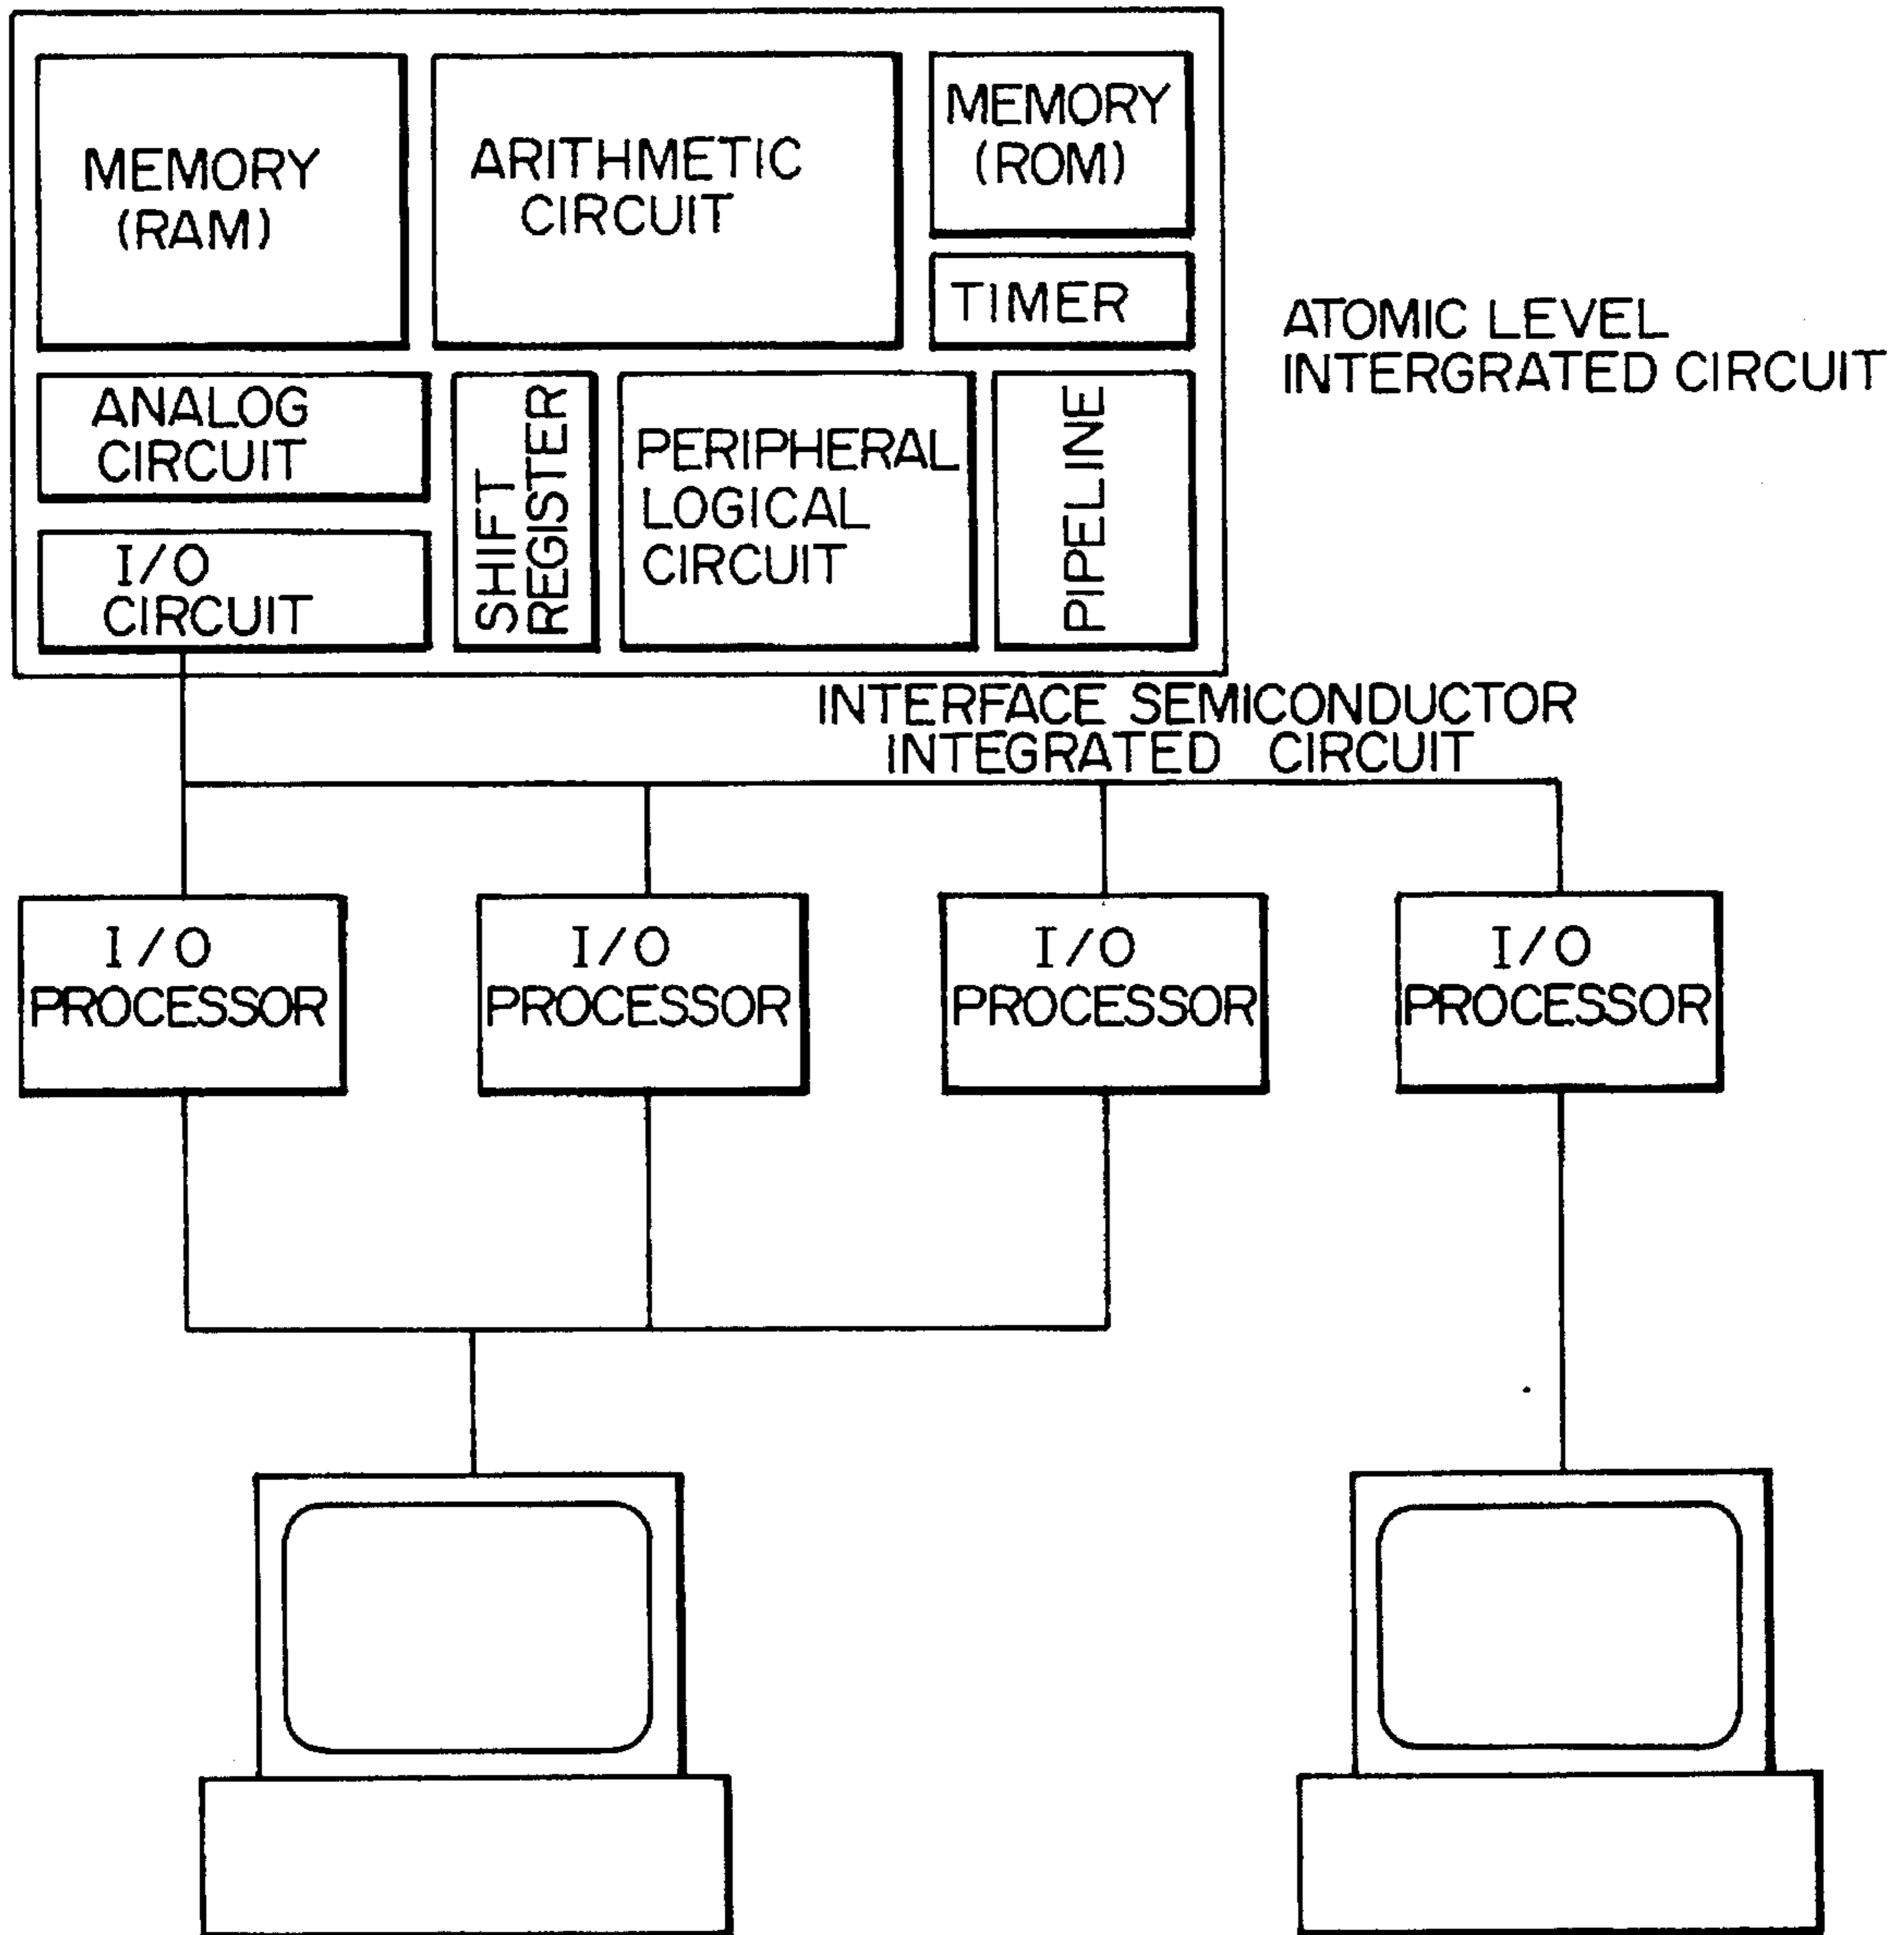 MEMORY
(RAM)
ARITHMETIC
CIRCUIT
MEMORY
(ROM)
TIMER
ATOMIC LEVEL
INTERGRATED CIRCUIT
ANALOG
CIRCUIT
I/O
CIRCUIT
SHIFT
REGISTER
PERIPHERAL
LOGICAL
CIRCUIT
PIPELINE
INTERFACE SEMICONDUCTOR
INTEGRATED CIRCUIT
I/O
PROCESSOR
I/O
PROCESSOR
I/O
PROCESSOR
I/O
PROCESSOR